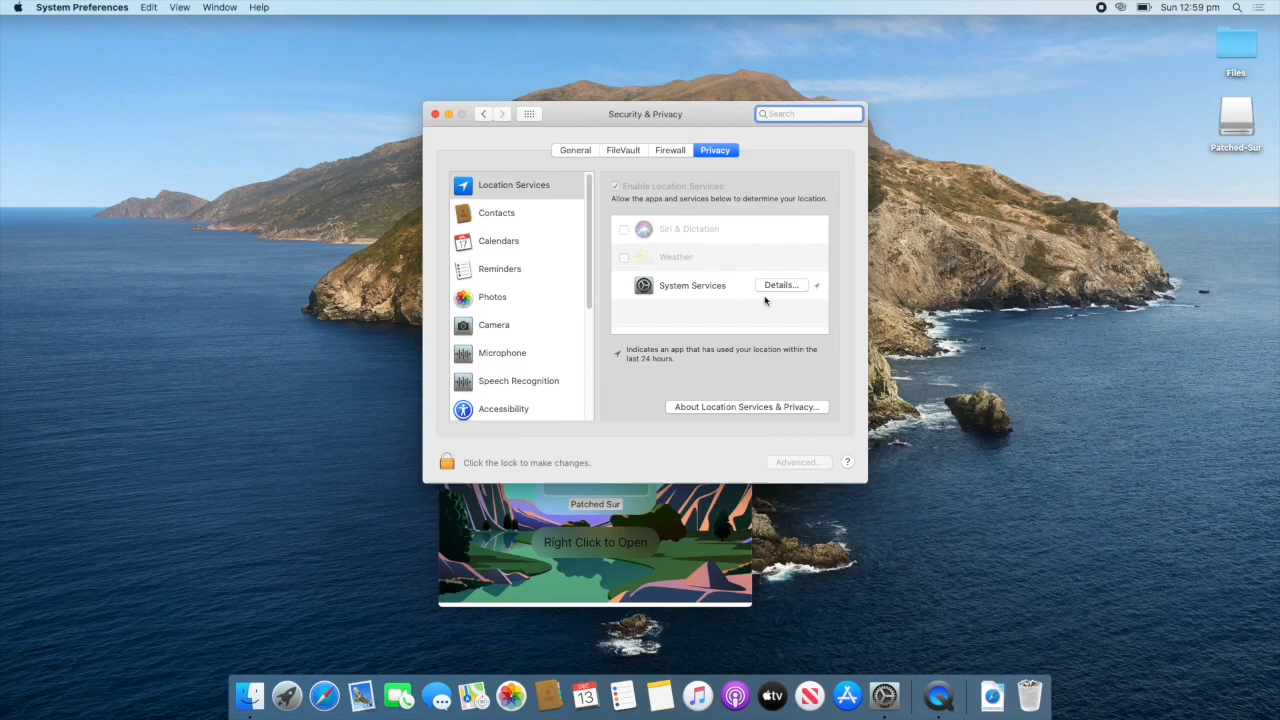 System Preferences Edit View Window Help
Sun 12:59 pm
Files
Patched-Sur
Security & Privacy
Search
General FileVault Firewall Privacy
Location Services
Contacts
Calendars
Reminders
Photos
Camera
Microphone
Speech Recognition
Accessibility
Enable Location Services
Allow the apps and services below to determine your location.
Siri & Dictation
Weather
System Services Details...
Indicates an app that has used your location within the
last 24 hours.
About Location Services & Privacy...
Click the lock to make changes.
Advanced... ?
Patched Sur
Right Click to Open
DEC
13
tv